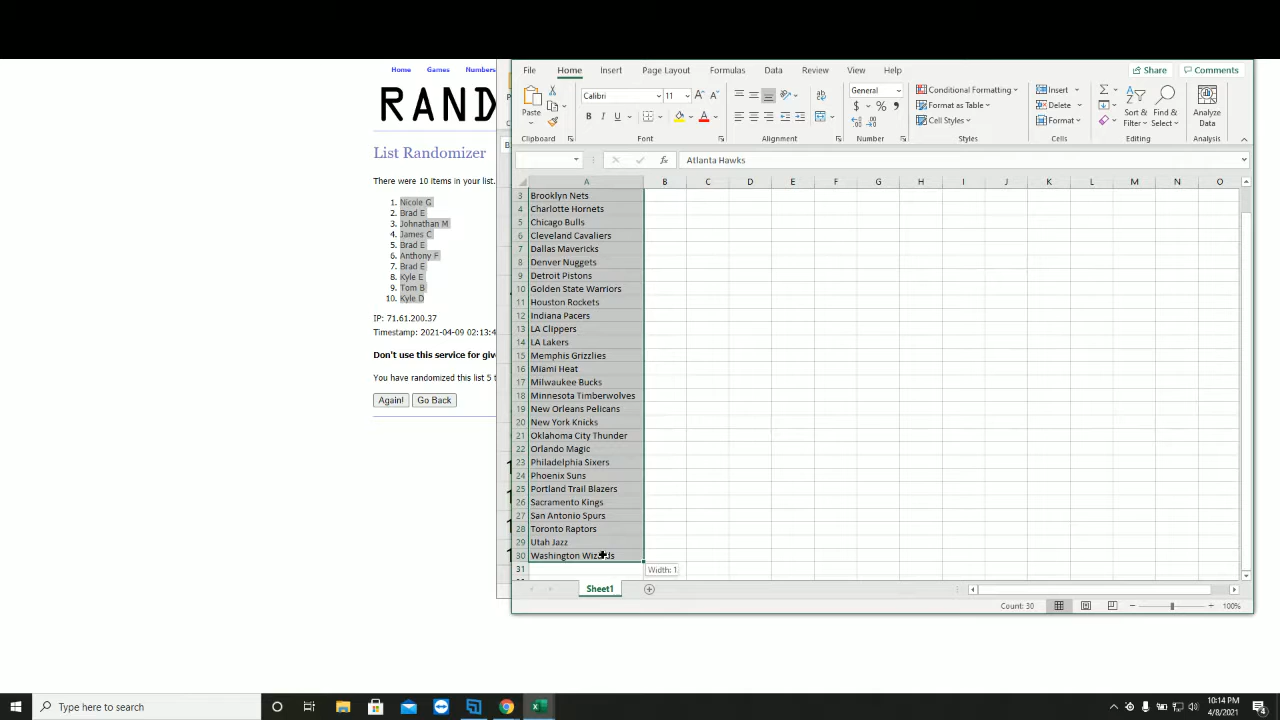 Home Games Numbers
RAND
List Randomizer
There were 10 items in your list.
1. Nicole G
2. Brad E
3. Johnathan M
4. James C
5. Brad E
6. Anthony F
7. Brad E
8. Kyle E
9. Tom B
10. Kyle D
IP: 71.61.200.37
Timestamp: 2021-04-09 02:13:4
Don't use this service for giv
You have randomized this list 5 t
Again! Go Back
File Home Insert Page Layout Formulas Data Review View Help Share Comments
Paste Calibri 11 General Conditional Formatting Insert Sort & Filter Find & Select Analyze Data
B I U Format as Table Delete
Cell Styles Format
Clipboard Font Alignment Number Styles Cells Editing Analysis
fx Atlanta Hawks
A B C D E F G H I J K L M N O
3 Brooklyn Nets
4 Charlotte Hornets
5 Chicago Bulls
6 Cleveland Cavaliers
7 Dallas Mavericks
8 Denver Nuggets
9 Detroit Pistons
10 Golden State Warriors
11 Houston Rockets
12 Indiana Pacers
13 LA Clippers
14 LA Lakers
15 Memphis Grizzlies
16 Miami Heat
17 Milwaukee Bucks
18 Minnesota Timberwolves
19 New Orleans Pelicans
20 New York Knicks
21 Oklahoma City Thunder
22 Orlando Magic
23 Philadelphia Sixers
24 Phoenix Suns
25 Portland Trail Blazers
26 Sacramento Kings
27 San Antonio Spurs
28 Toronto Raptors
29 Utah Jazz
30 Washington Wizards
31
Width: 1
Sheet1
Count: 30 100%
Type here to search
10:14 PM
4/8/2021
4